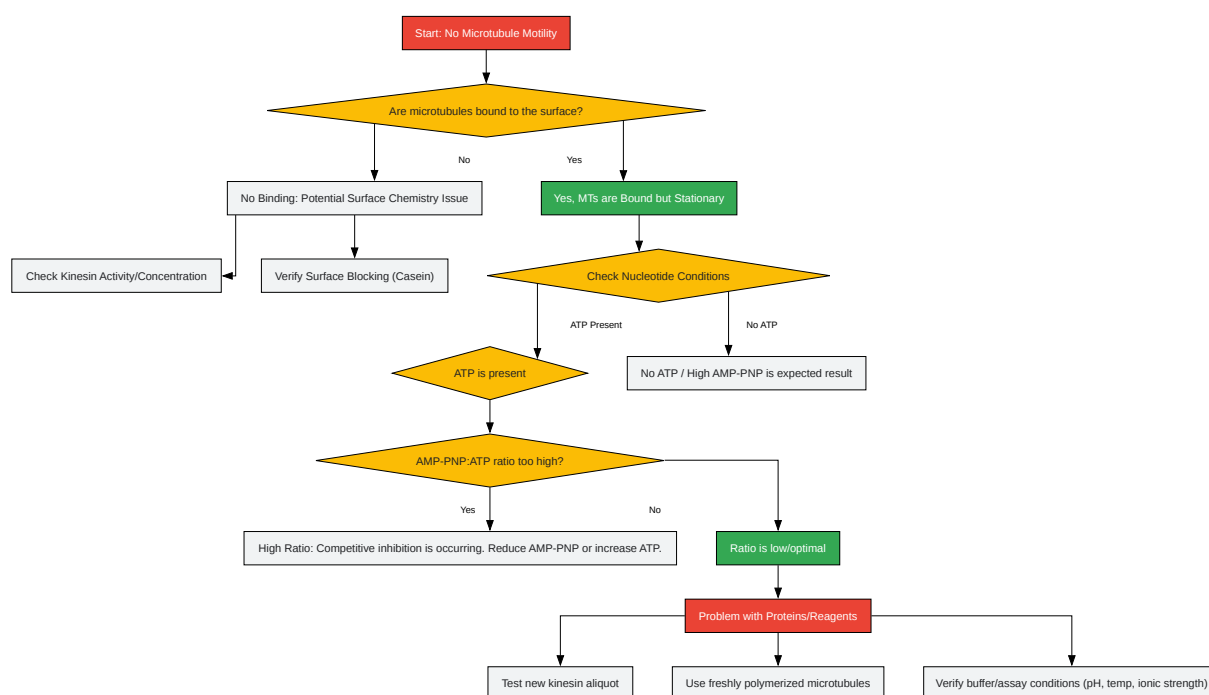 Start: No Microtubule Motility
Are microtubules bound to the surface?
No
Yes
No Binding: Potential Surface Chemistry Issue
Yes, MTs are Bound but Stationary
Check Kinesin Activity/Concentration
Verify Surface Blocking (Casein)
Check Nucleotide Conditions
ATP Present
No ATP
ATP is present
No ATP / High AMP-PNP is expected result
AMP-PNP:ATP ratio too high?
Yes
No
High Ratio: Competitive inhibition is occurring. Reduce AMP-PNP or increase ATP.
Ratio is low/optimal
Problem with Proteins/Reagents
Test new kinesin aliquot
Use freshly polymerized microtubules
Verify buffer/assay conditions (pH, temp, ionic strength)